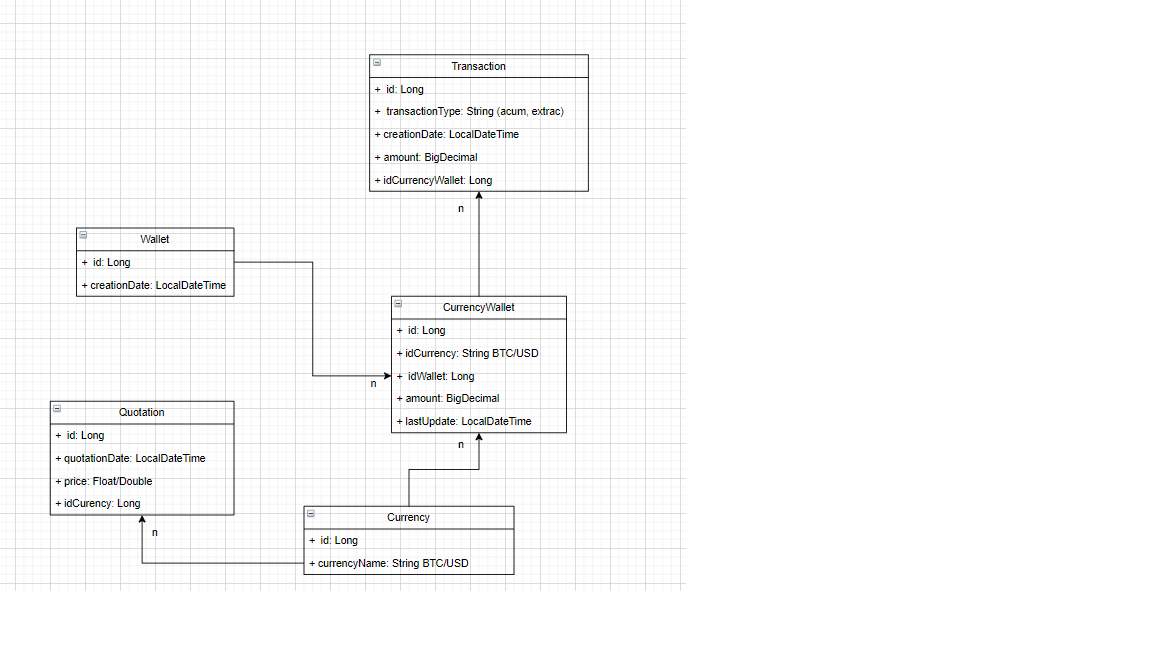 Transaction
+ id: Long
+ transactionType: String (acum, extrac)
+ creationDate: LocalDateTime
+ amount: BigDecimal
+ idCurrencyWallet: Long
n
Wallet
+ id: Long
+ creationDate: LocalDateTime
CurrencyWallet
+ id: Long
+ idCurrency: String BTC/USD
+ idWallet: Long
+ amount: BigDecimal
+ lastUpdate: LocalDateTime
n
n
Quotation
+ id: Long
+ quotationDate: LocalDateTime
+ price: Float/Double
+ idCurency: Long
n
Currency
+ id: Long
+ currencyName: String BTC/USD